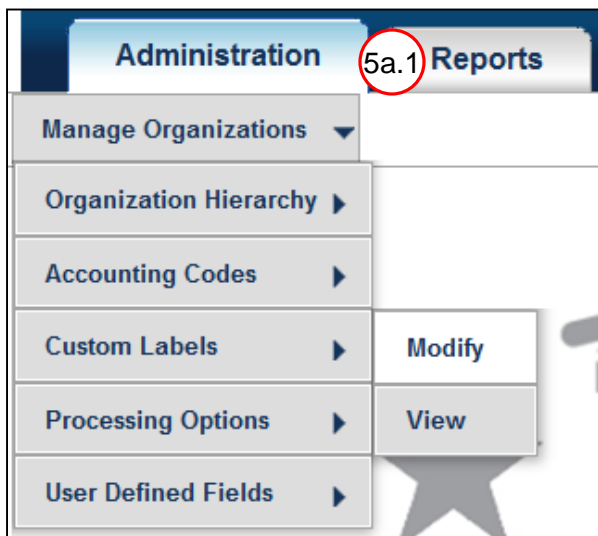 Administration 5a.1 Reports
Manage Organizations
Organization Hierarchy
Accounting Codes
Custom Labels Modify
Processing Options View
User Defined Fields